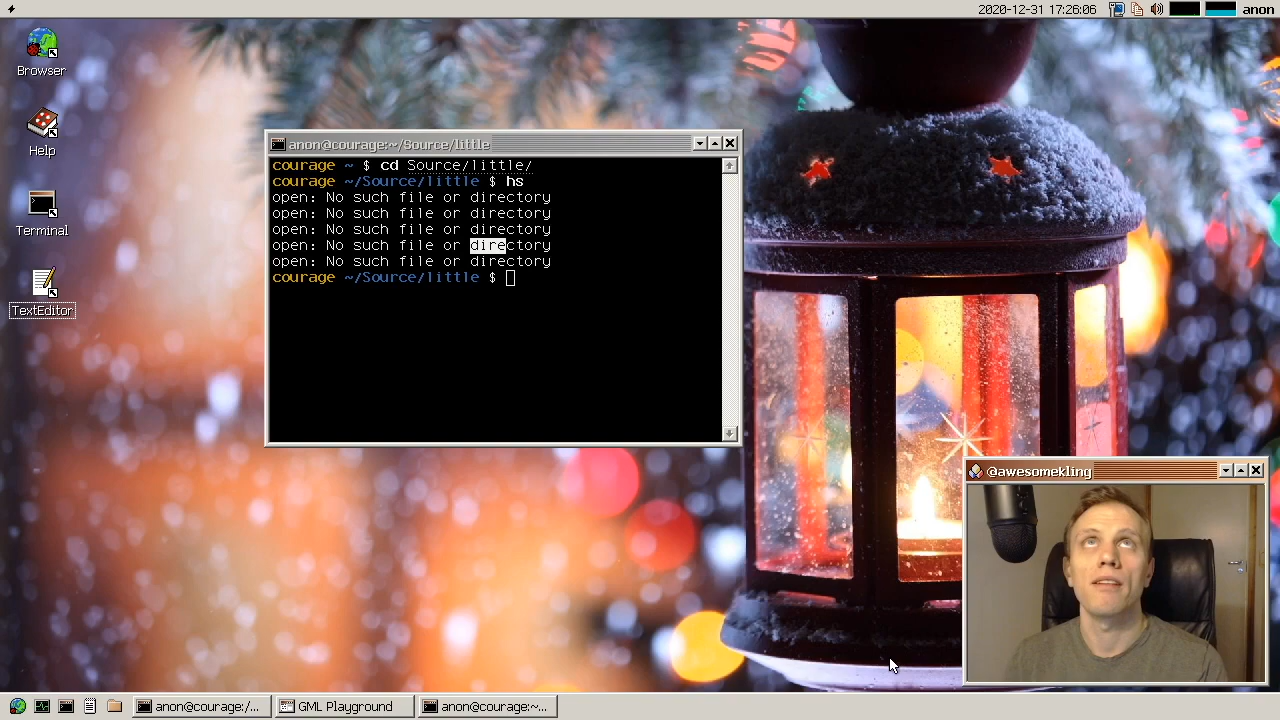 2020-12-31 17:26:06
anon
Browser
Help
Terminal
TextEditor
anon@courage:~/Source/little
courage ~ $ cd Source/little/
courage ~/Source/little $ hs
open: No such file or directory
open: No such file or directory
open: No such file or directory
open: No such file or directory
open: No such file or directory
courage ~/Source/little $
@awesomekling
anon@courage:/...
GML Playground
anon@courage:~...